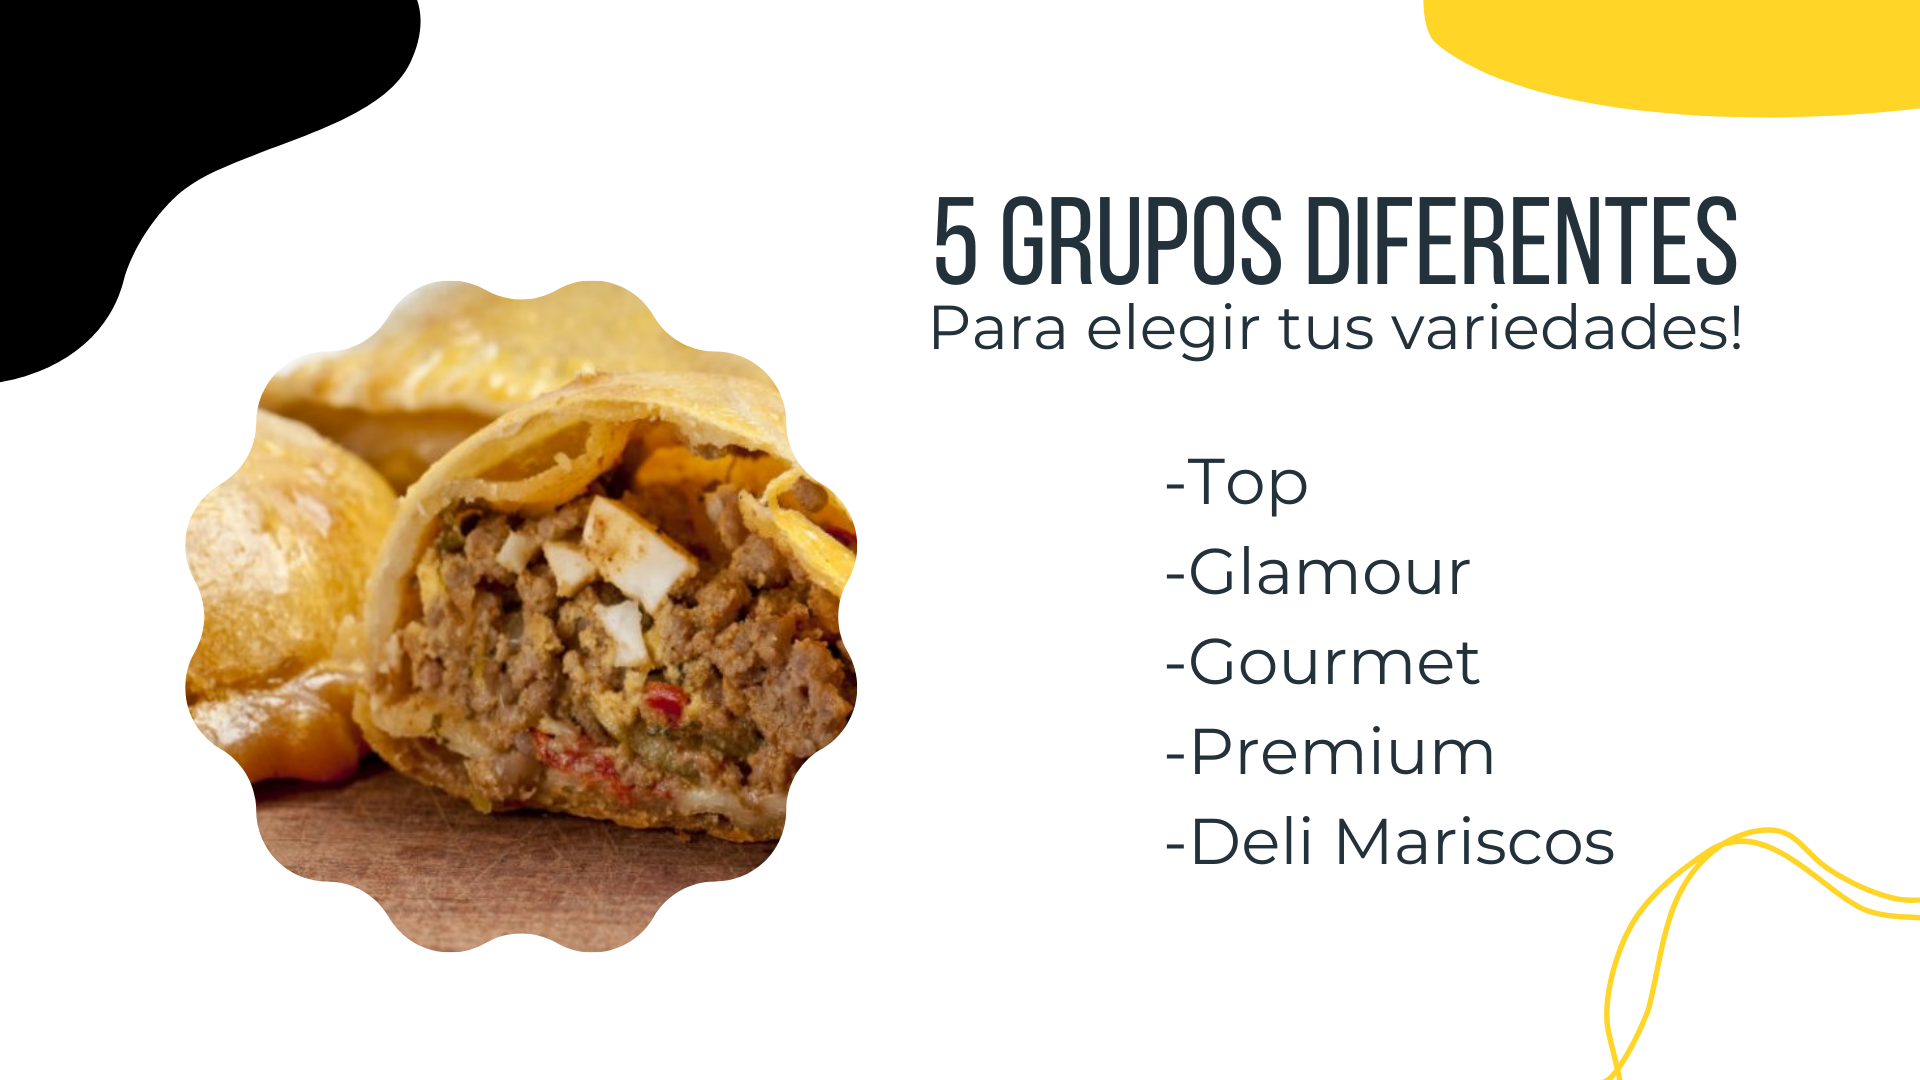 5 GRUPOS DIFERENTES
Para elegir tus variedades!
-Top
-Glamour
-Gourmet
-Premium
-Deli Mariscos